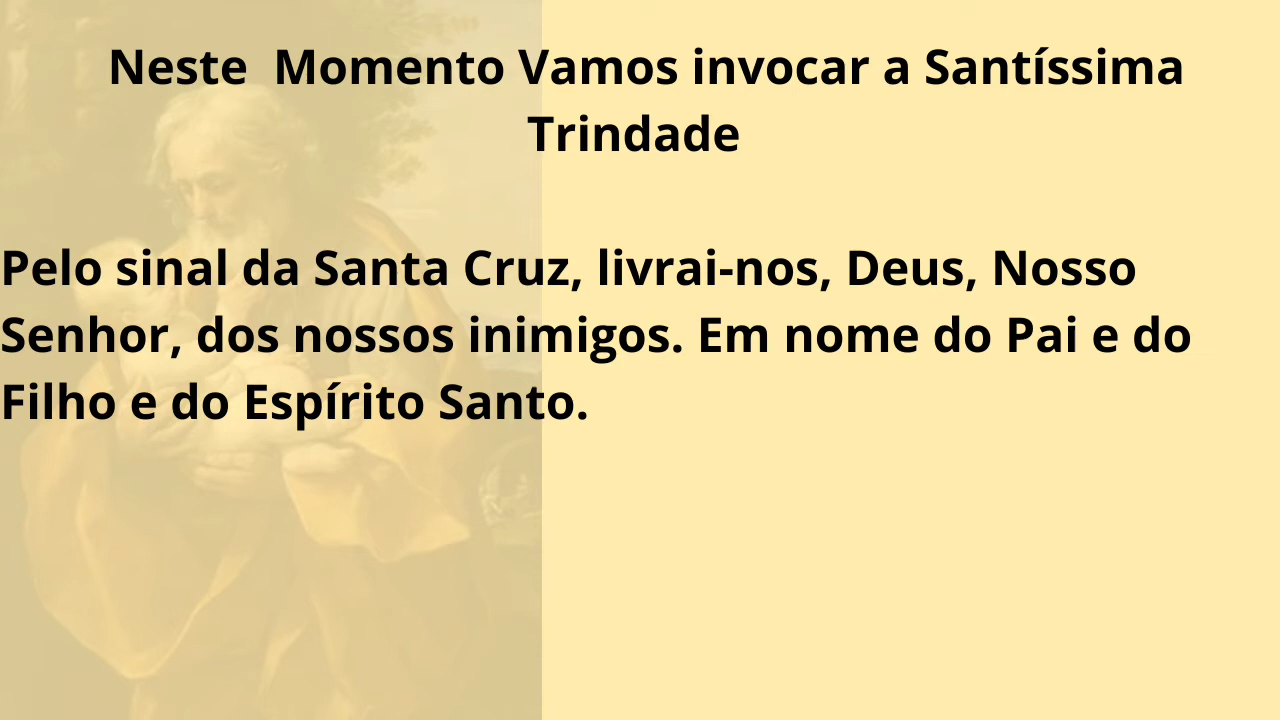 Neste  Momento Vamos invocar a Santíssima
Trindade
Pelo sinal da Santa Cruz, livrai-nos, Deus, Nosso
Senhor, dos nossos inimigos. Em nome do Pai e do
Filho e do Espírito Santo.